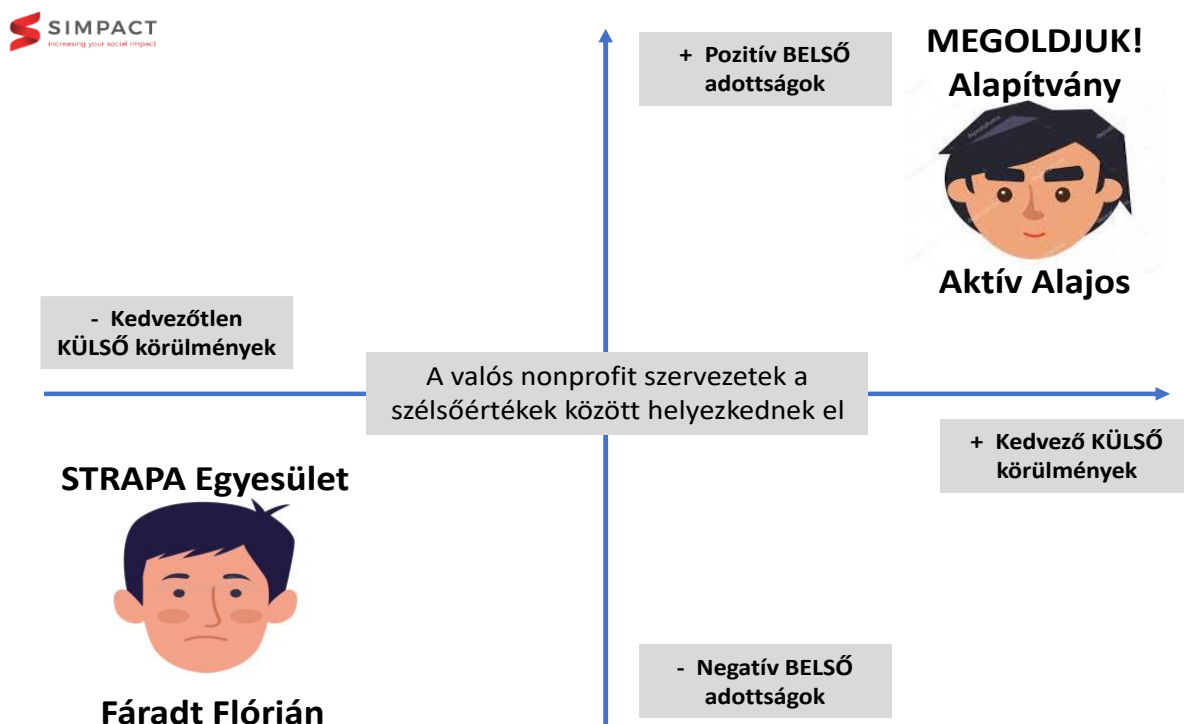 SIMPACT
increasing your social impact
+ Pozitív BELSŐ
adottságok
MEGOLDJUK!
Alapítvány
depositphotos
Aktív Alajos
- Kedvezőtlen
KÜLSŐ körülmények
A valós nonprofit szervezetek a
szélsőértékek között helyezkednek el
+ Kedvező KÜLSŐ
körülmények
STRAPA Egyesület
Fáradt Flórián
- Negatív BELSŐ
adottságok